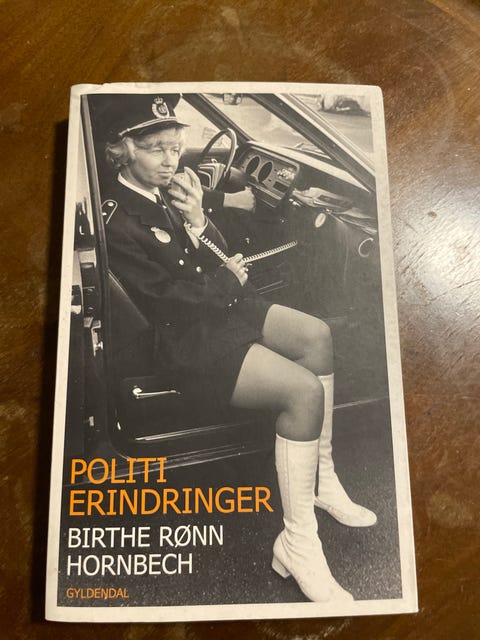 POLITI
ERINDRINGER
BIRTHE RØNN
HORNBECH
GYLDENDAL